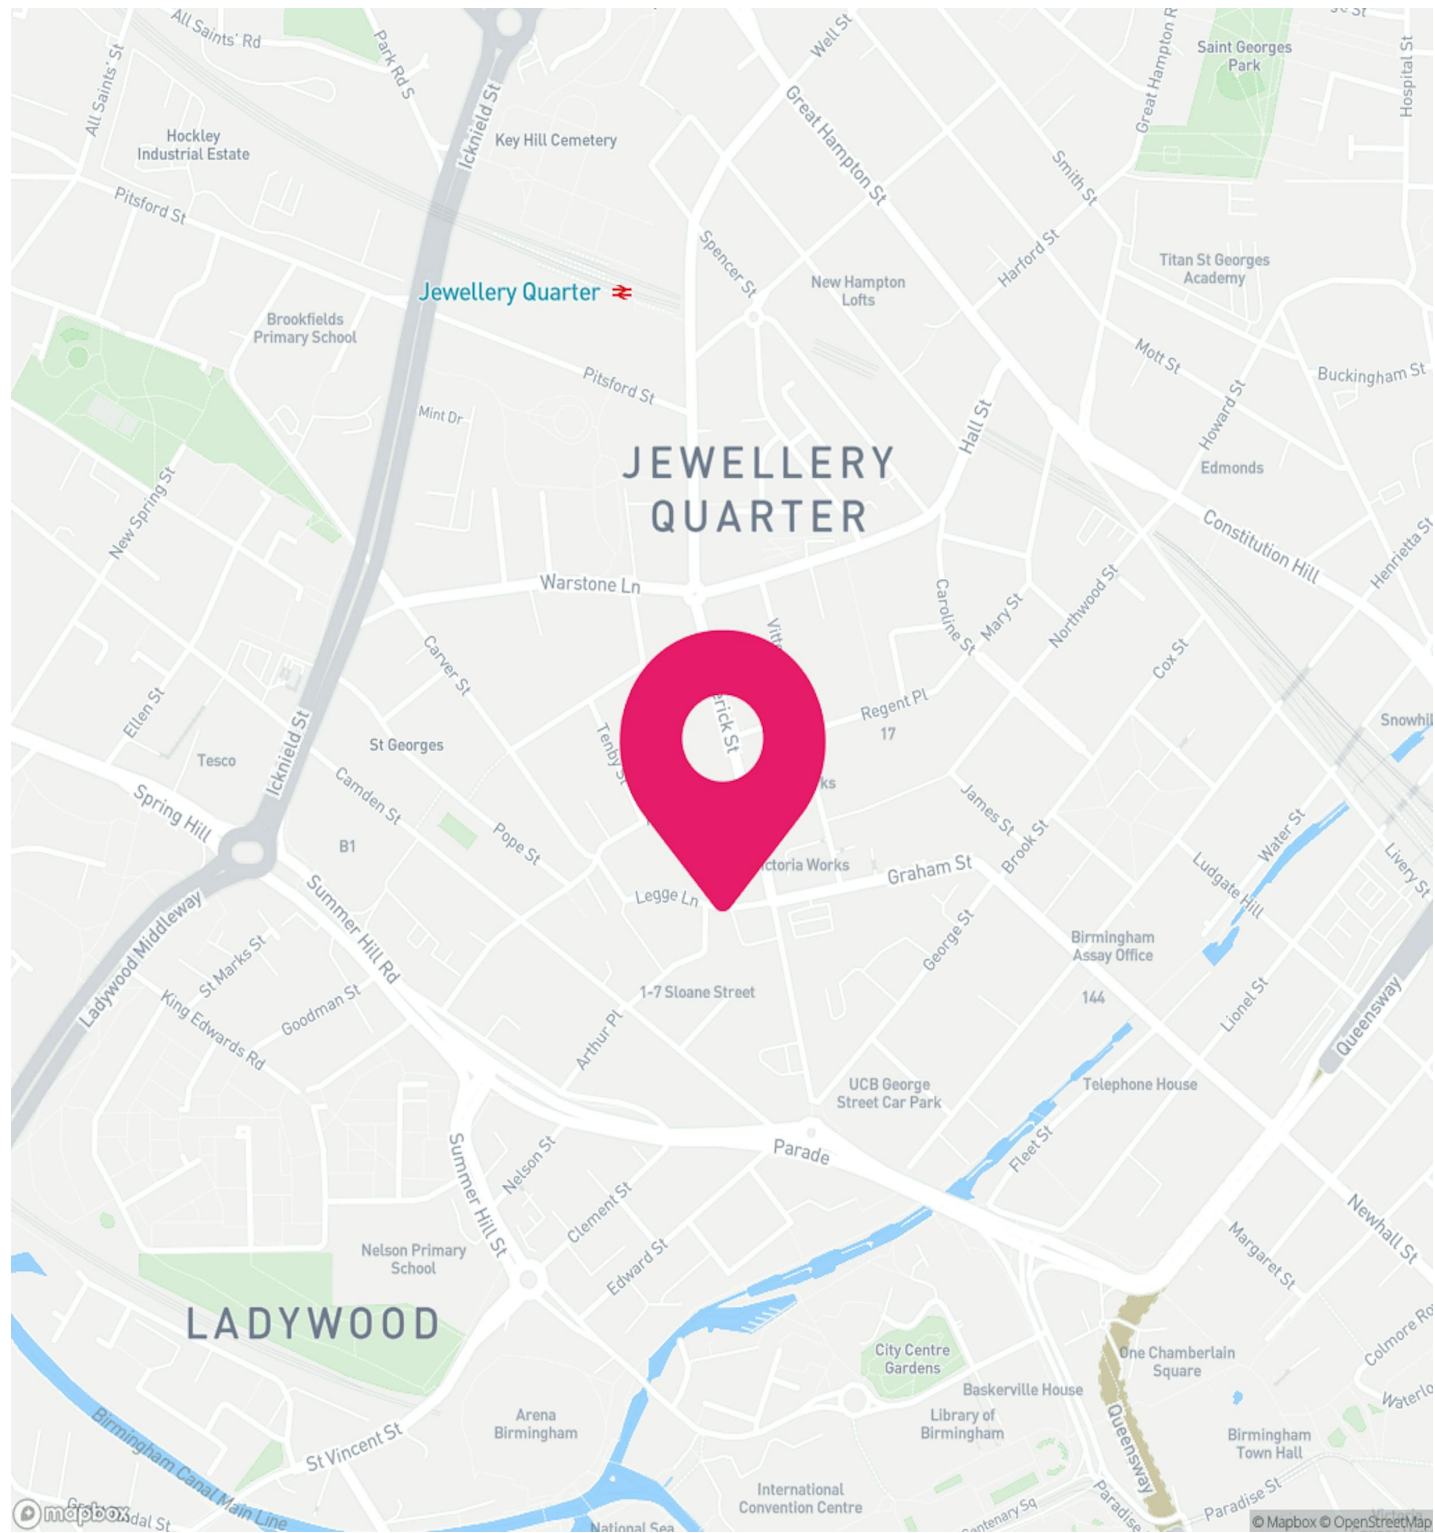 All Saints' Rd
Park Rd S
All Saints' St
Icknield St
Well St
Great Hampton R
Saint Georges
Park
Hospital St
Hockley
Industrial Estate
Key Hill Cemetery
Great Hampton St
Smith St
Pitsford St
Spencer St
Harford St
Titan St Georges
Academy
Jewellery Quarter
New Hampton
Lofts
Brookfields
Primary School
Mott St
Buckingham St
Pitsford St
Mint Dr
Hall St
Howard St
JEWELLERY
QUARTER
Edmonds
New Spring St
Constitution Hill
Henrietta St
Warstone Ln
Caroline St
Mary St
Northwood St
Cox St
Carver St
Vitt
Ellen St
Icknield St
St Georges
Tenby St
erick St
Regent Pl
17
Snowhil
Tesco
Spring Hill
Camden St
B1
Pope St
ks
James St
Brook St
Water St
Livery St
Ludgate Hill
ictoria Works
Graham St
Legge Ln
Summer Hill Rd
Ladywood Middleway
St Marks St
George St
Birmingham
Assay Office
King Edwards Rd
Goodman St
1-7 Sloane Street
144
Lionel St
Queensway
Arthur Pl
UCB George
Street Car Park
Telephone House
Summer Hill St
Nelson St
Parade
Fleet St
Clement St
Newhall St
Margaret St
Nelson Primary
School
Edward St
LADYWOOD
City Centre
Gardens
One Chamberlain
Square
Colmore Ro
Baskerville House
Waterlo
Arena
Birmingham
Library of
Birmingham
Queensway
Birmingham
Town Hall
St Vincent St
Birmingham Canal Main Line
International
Convention Centre
Paradise St
Paradise
Centenary Sq
mapbox
dal St
National Sea
© Mapbox © OpenStreetMap